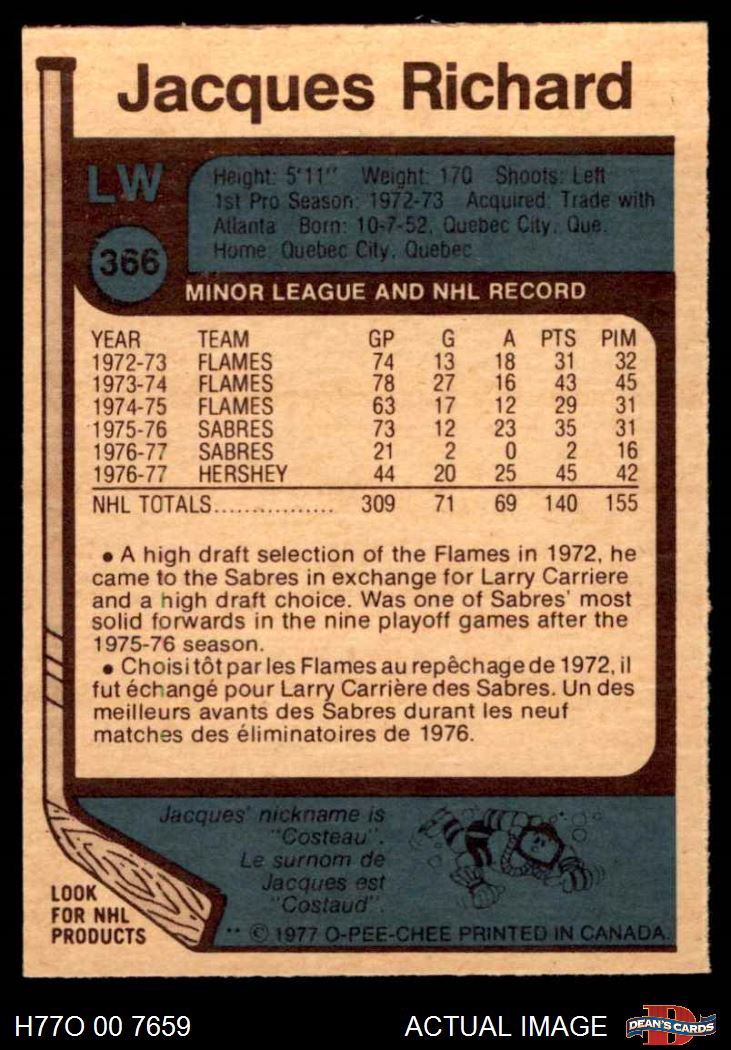 Jacques Richard
LW
366
Height: 5'11" Weight: 170 Shoots: Left
1st Pro Season: 1972-73 Acquired: Trade with
Atlanta Born: 10-7-52, Quebec City, Que.
Home: Quebec City, Quebec
MINOR LEAGUE AND NHL RECORD
YEAR TEAM GP G A PTS PIM
1972-73 FLAMES 74 13 18 31 32
1973-74 FLAMES 78 27 16 43 45
1974-75 FLAMES 63 17 12 29 31
1975-76 SABRES 73 12 23 35 31
1976-77 SABRES 21 2 0 2 16
1976-77 HERSHEY 44 20 25 45 42
NHL TOTALS................ 309 71 69 140 155
• A high draft selection of the Flames in 1972, he
came to the Sabres in exchange for Larry Carriere
and a high draft choice. Was one of Sabres' most
solid forwards in the nine playoff games after the
1975-76 season.
• Choisi tôt par les Flames au repêchage de 1972, il
fut échangé pour Larry Carrière des Sabres. Un des
meilleurs avants des Sabres durant les neuf
matches des éliminatoires de 1976.
Jacques' nickname is
"Costeau".
Le surnom de
Jacques est
"Costaud".
LOOK
FOR NHL
PRODUCTS
** © 1977 O-PEE-CHEE PRINTED IN CANADA.
H77O 00 7659 ACTUAL IMAGE
D
DEAN'S CARDS